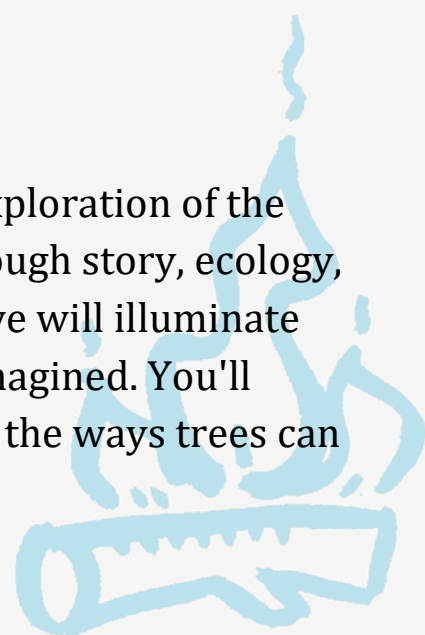 xploration of the
ough story, ecology,
ve will illuminate
nagined. You'll
the ways trees can